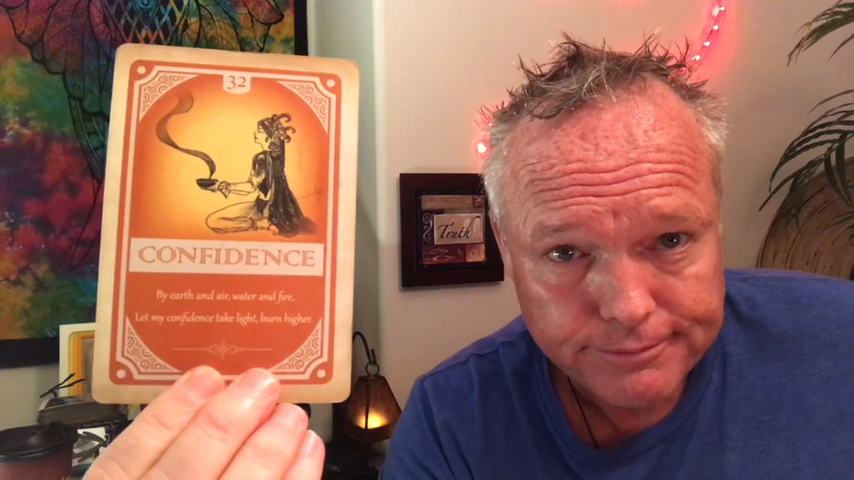 32
CONFIDENCE
By earth and air, water and fire,
Let my confidence take light, burn higher.
Truth